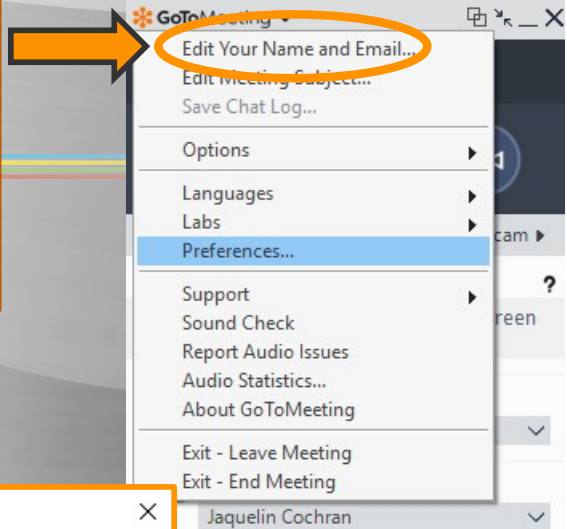 GoToMeeting
Edit Your Name and Email...
Edit Meeting Subject...
Save Chat Log...
Options
Languages
Labs
cam
Preferences...
?
Support
Sound Check
reen
Report Audio Issues
Audio Statistics...
About GoToMeeting
Exit - Leave Meeting
Exit - End Meeting
Jaquelin Cochran